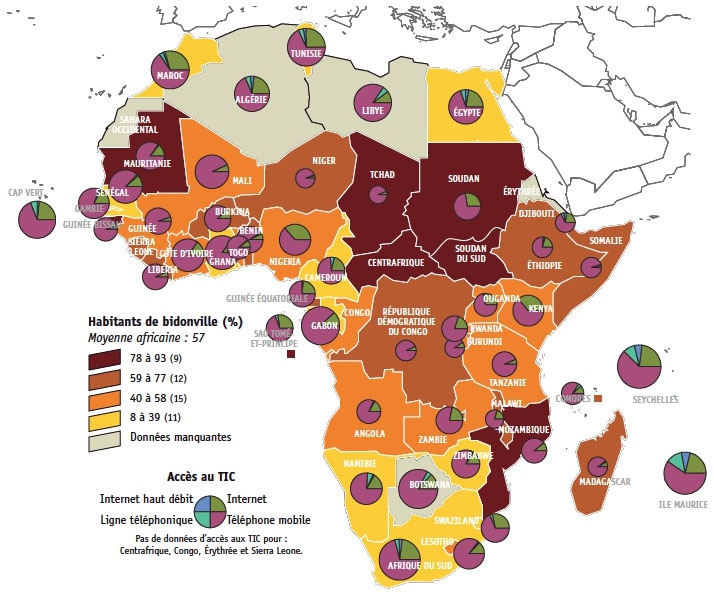 TUNISIE
MAROC
ALGÉRIE
LIBYE
ÉGYPTE
SAHARA
OCCIDENTAL
MAURITANIE
NIGER
TCHAD
SOUDAN
MALI
ÉRYTHRÉE
CAP VERT
SÉNÉGAL
GAMBIE
GUINÉE BISSAU
GUINÉE
BURKINA
DJIBOUTI
SIERRA
LEONE
CÔTE D'IVOIRE
BENIN
TOGO
GHANA
NIGERIA
LIBERIA
CENTRAFRIQUE
SOUDAN
DU SUD
ÉTHIOPIE
SOMALIE
CAMEROUN
GUINÉE ÉQUATORIALE
GABON
CONGO
RÉPUBLIQUE
DÉMOCRATIQUE
DU CONGO
OUGANDA
KENYA
RWANDA
BURUNDI
SAO TOMÉ
ET-PRINCIPE
TANZANIE
SEYCHELLES
COMORES
MALAWI
MOZAMBIQUE
ANGOLA
ZAMBIE
ZIMBABWE
NAMIBIE
BOTSWANA
MADAGASCAR
ILE MAURICE
SWAZILAND
LESOTHO
AFRIQUE DU SUD
Habitants de bidonville (%)
Moyenne africaine : 57
78 à 93 (9)
59 à 77 (12)
40 à 58 (15)
8 à 39 (11)
Données manquantes
Accès au TIC
Internet haut débit
Internet
Ligne téléphonique
Téléphone mobile
Pas de données d'accès aux TIC pour :
Centrafrique, Congo, Érythrée et Sierra Leone.